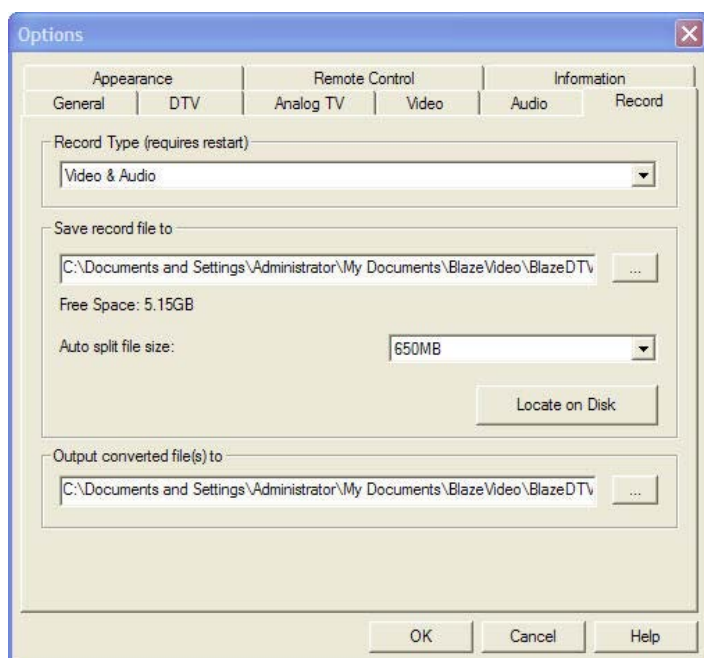 Options
Appearance Remote Control Information
General DTV Analog TV Video Audio Record
Record Type (requires restart)
Video & Audio
Save record file to
C:\Documents and Settings\Administrator\My Documents\BlazeVideo\BlazeDTV ...
Free Space: 5.15GB
Auto split file size: 650MB
Locate on Disk
Output converted file(s) to
C:\Documents and Settings\Administrator\My Documents\BlazeVideo\BlazeDTV ...
OK Cancel Help